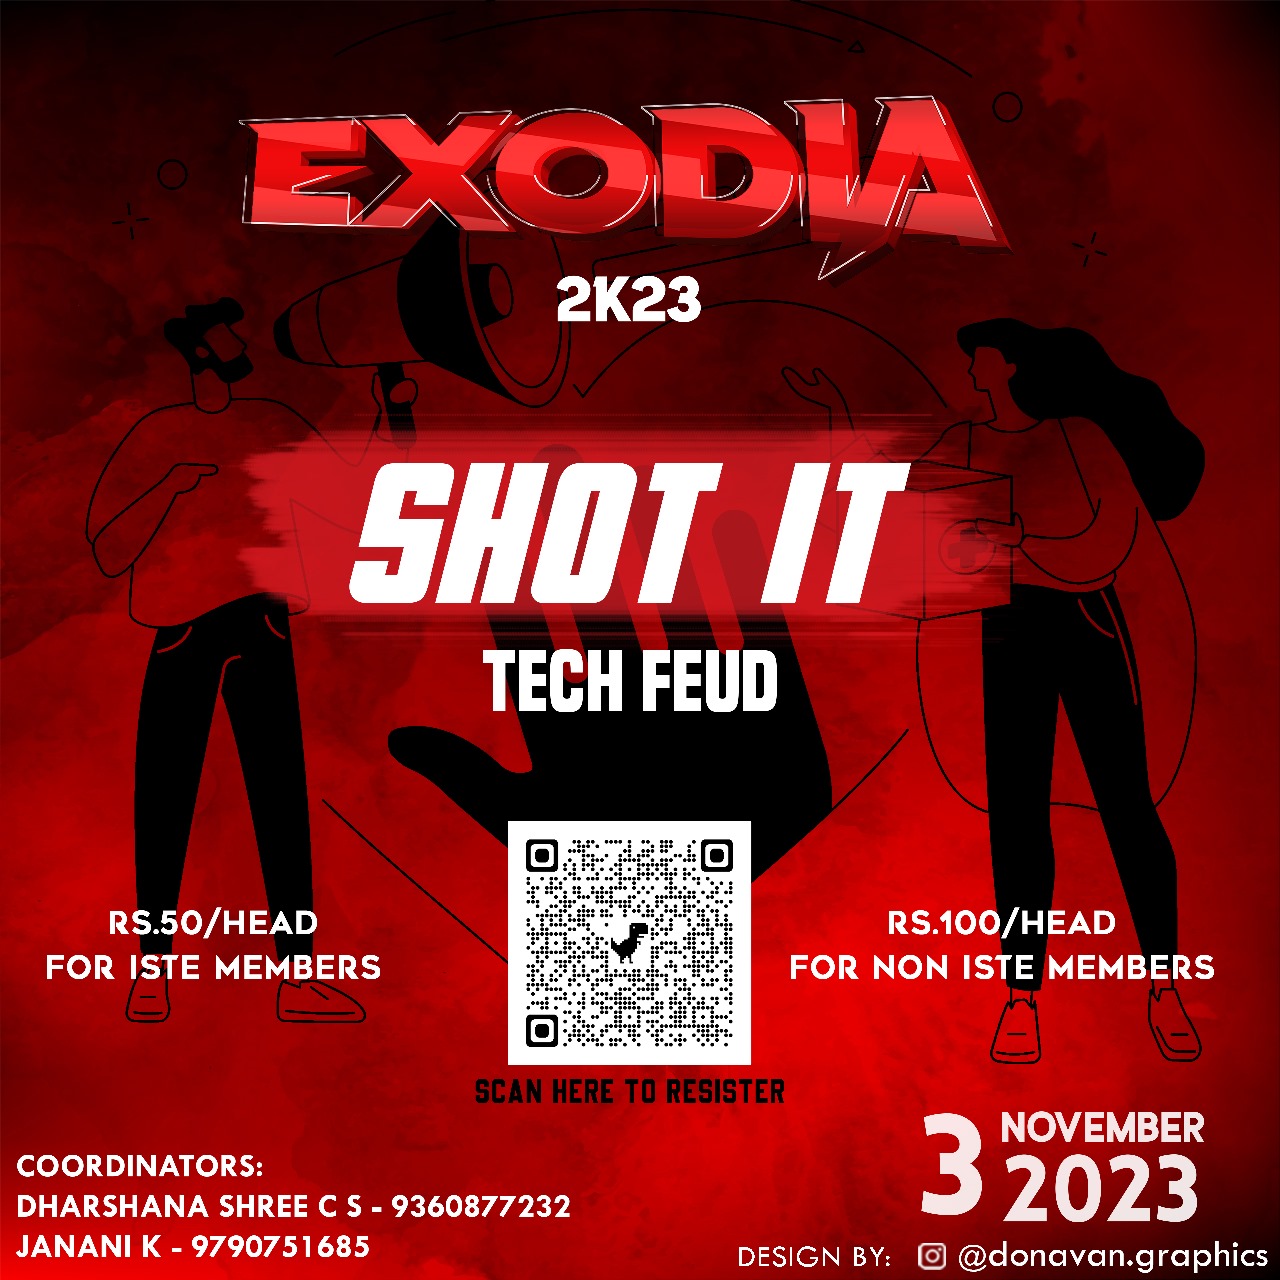 EXODIA
2K23
SHOT IT
TECH FEUD
RS.50/HEAD
FOR ISTE MEMBERS
RS.100/HEAD
FOR NON ISTE MEMBERS
SCAN HERE TO RESISTER
3 NOVEMBER
2023
COORDINATORS:
DHARSHANA SHREE C S - 9360877232
JANANI K - 9790751685
DESIGN BY: @donavan.graphics